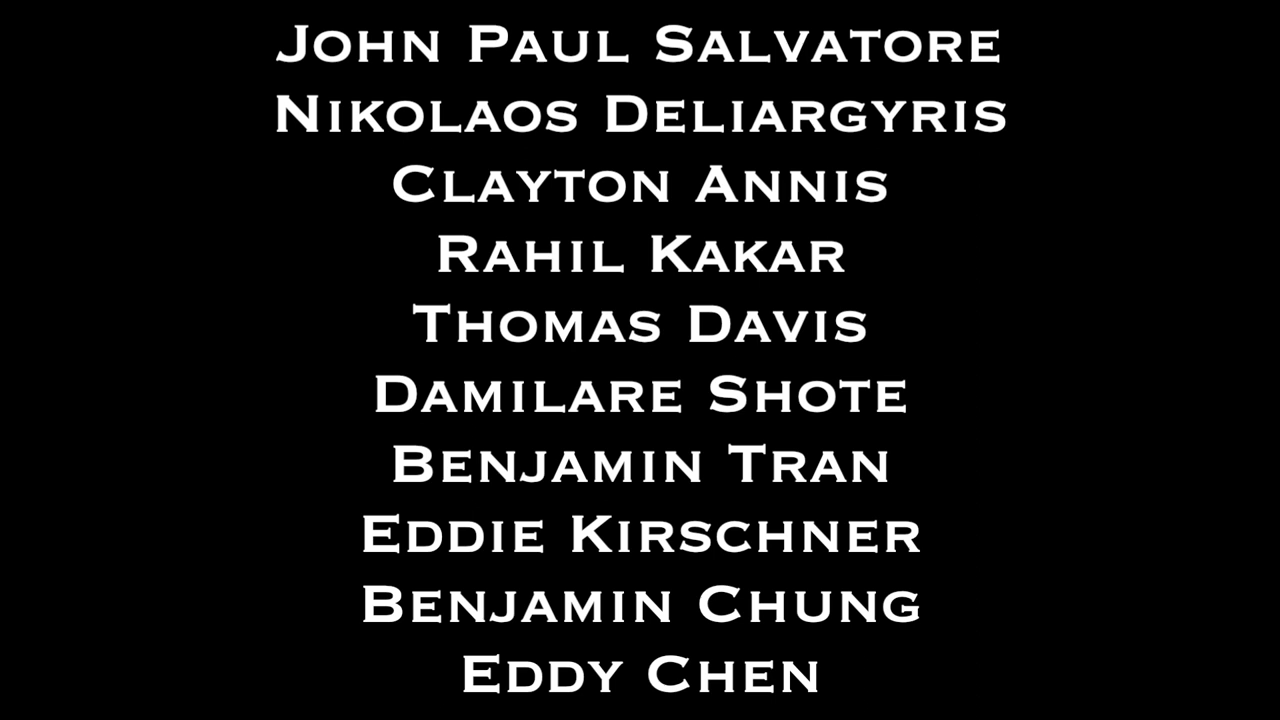 John Paul Salvatore
Nikolaos Deliargyris
Clayton Annis
Rahil Kakar
Thomas Davis
Damilare Shote
Benjamin Tran
Eddie Kirschner
Benjamin Chung
Eddy Chen